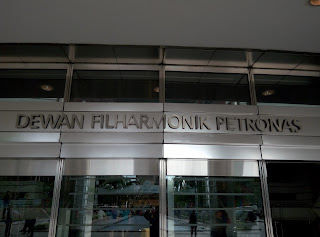 DEWAN FILHARMONIK PETRONAS